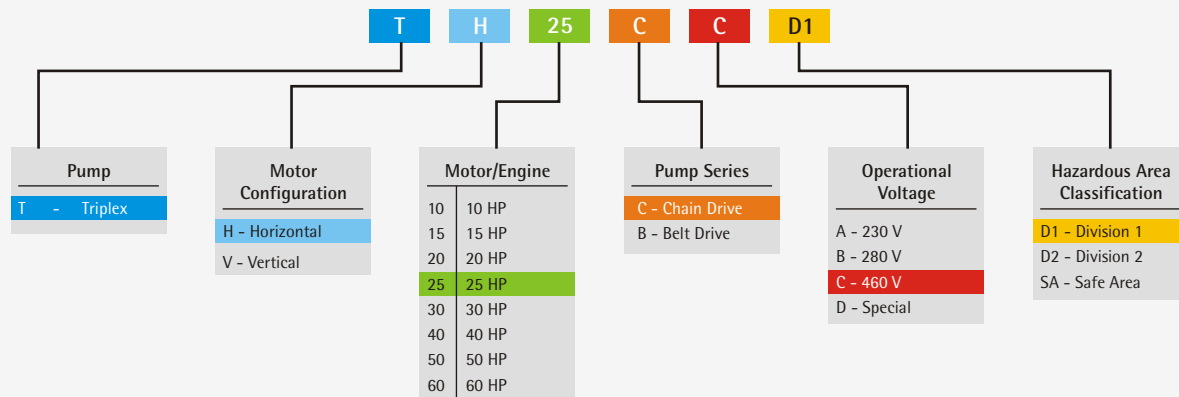 T H 25 C C D1
Pump
T - Triplex
Motor
Configuration
H - Horizontal
V - Vertical
Motor/Engine
10 10 HP
15 15 HP
20 20 HP
25 25 HP
30 30 HP
40 40 HP
50 50 HP
60 60 HP
Pump Series
C - Chain Drive
B - Belt Drive
Operational
Voltage
A - 230 V
B - 280 V
C - 460 V
D - Special
Hazardous Area
Classification
D1 - Division 1
D2 - Division 2
SA - Safe Area